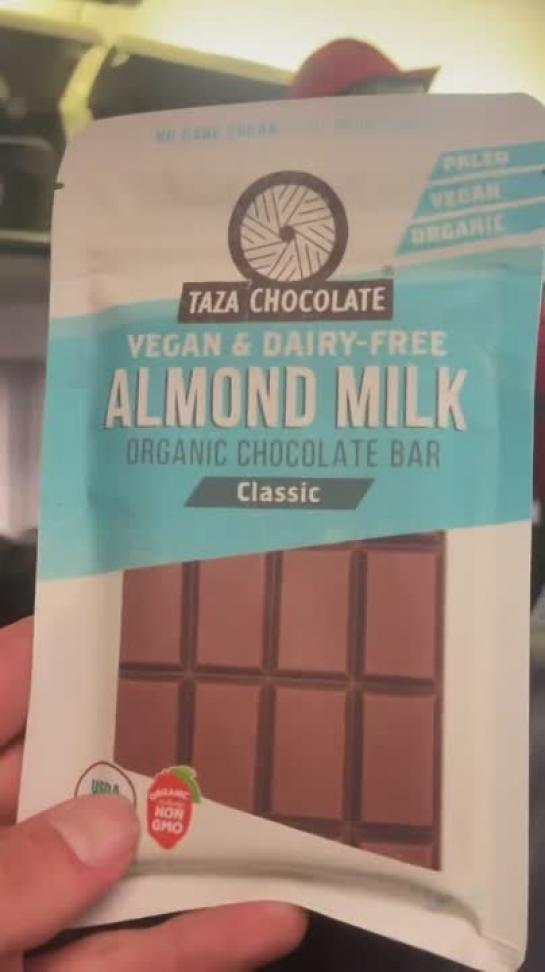 NO CANE SUGAR
PALEO
VEGAN
ORGANIC
TAZA CHOCOLATE
VEGAN & DAIRY-FREE
ALMOND MILK
ORGANIC CHOCOLATE BAR
Classic
USDA
ORGANIC
NON
GMO